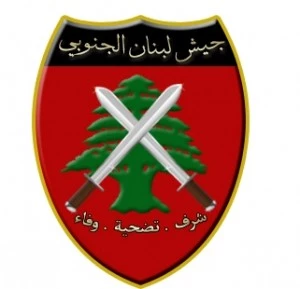 جيش لبنان الجنوبي
شرف . تضحية . وفاء